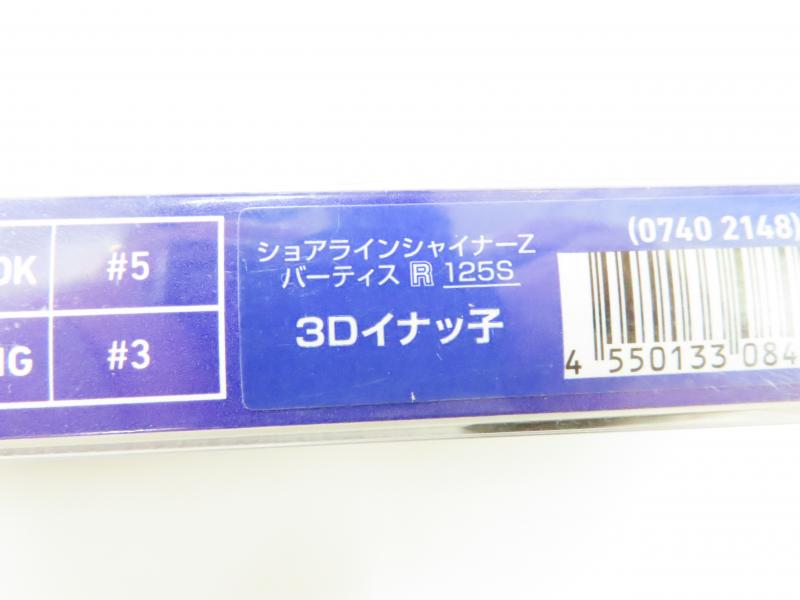 OK
#5
NG
#3
ショアラインシャイナーZ
バーティス R 125S
3Dイナッ子
(0740 2148)
4 550133 084